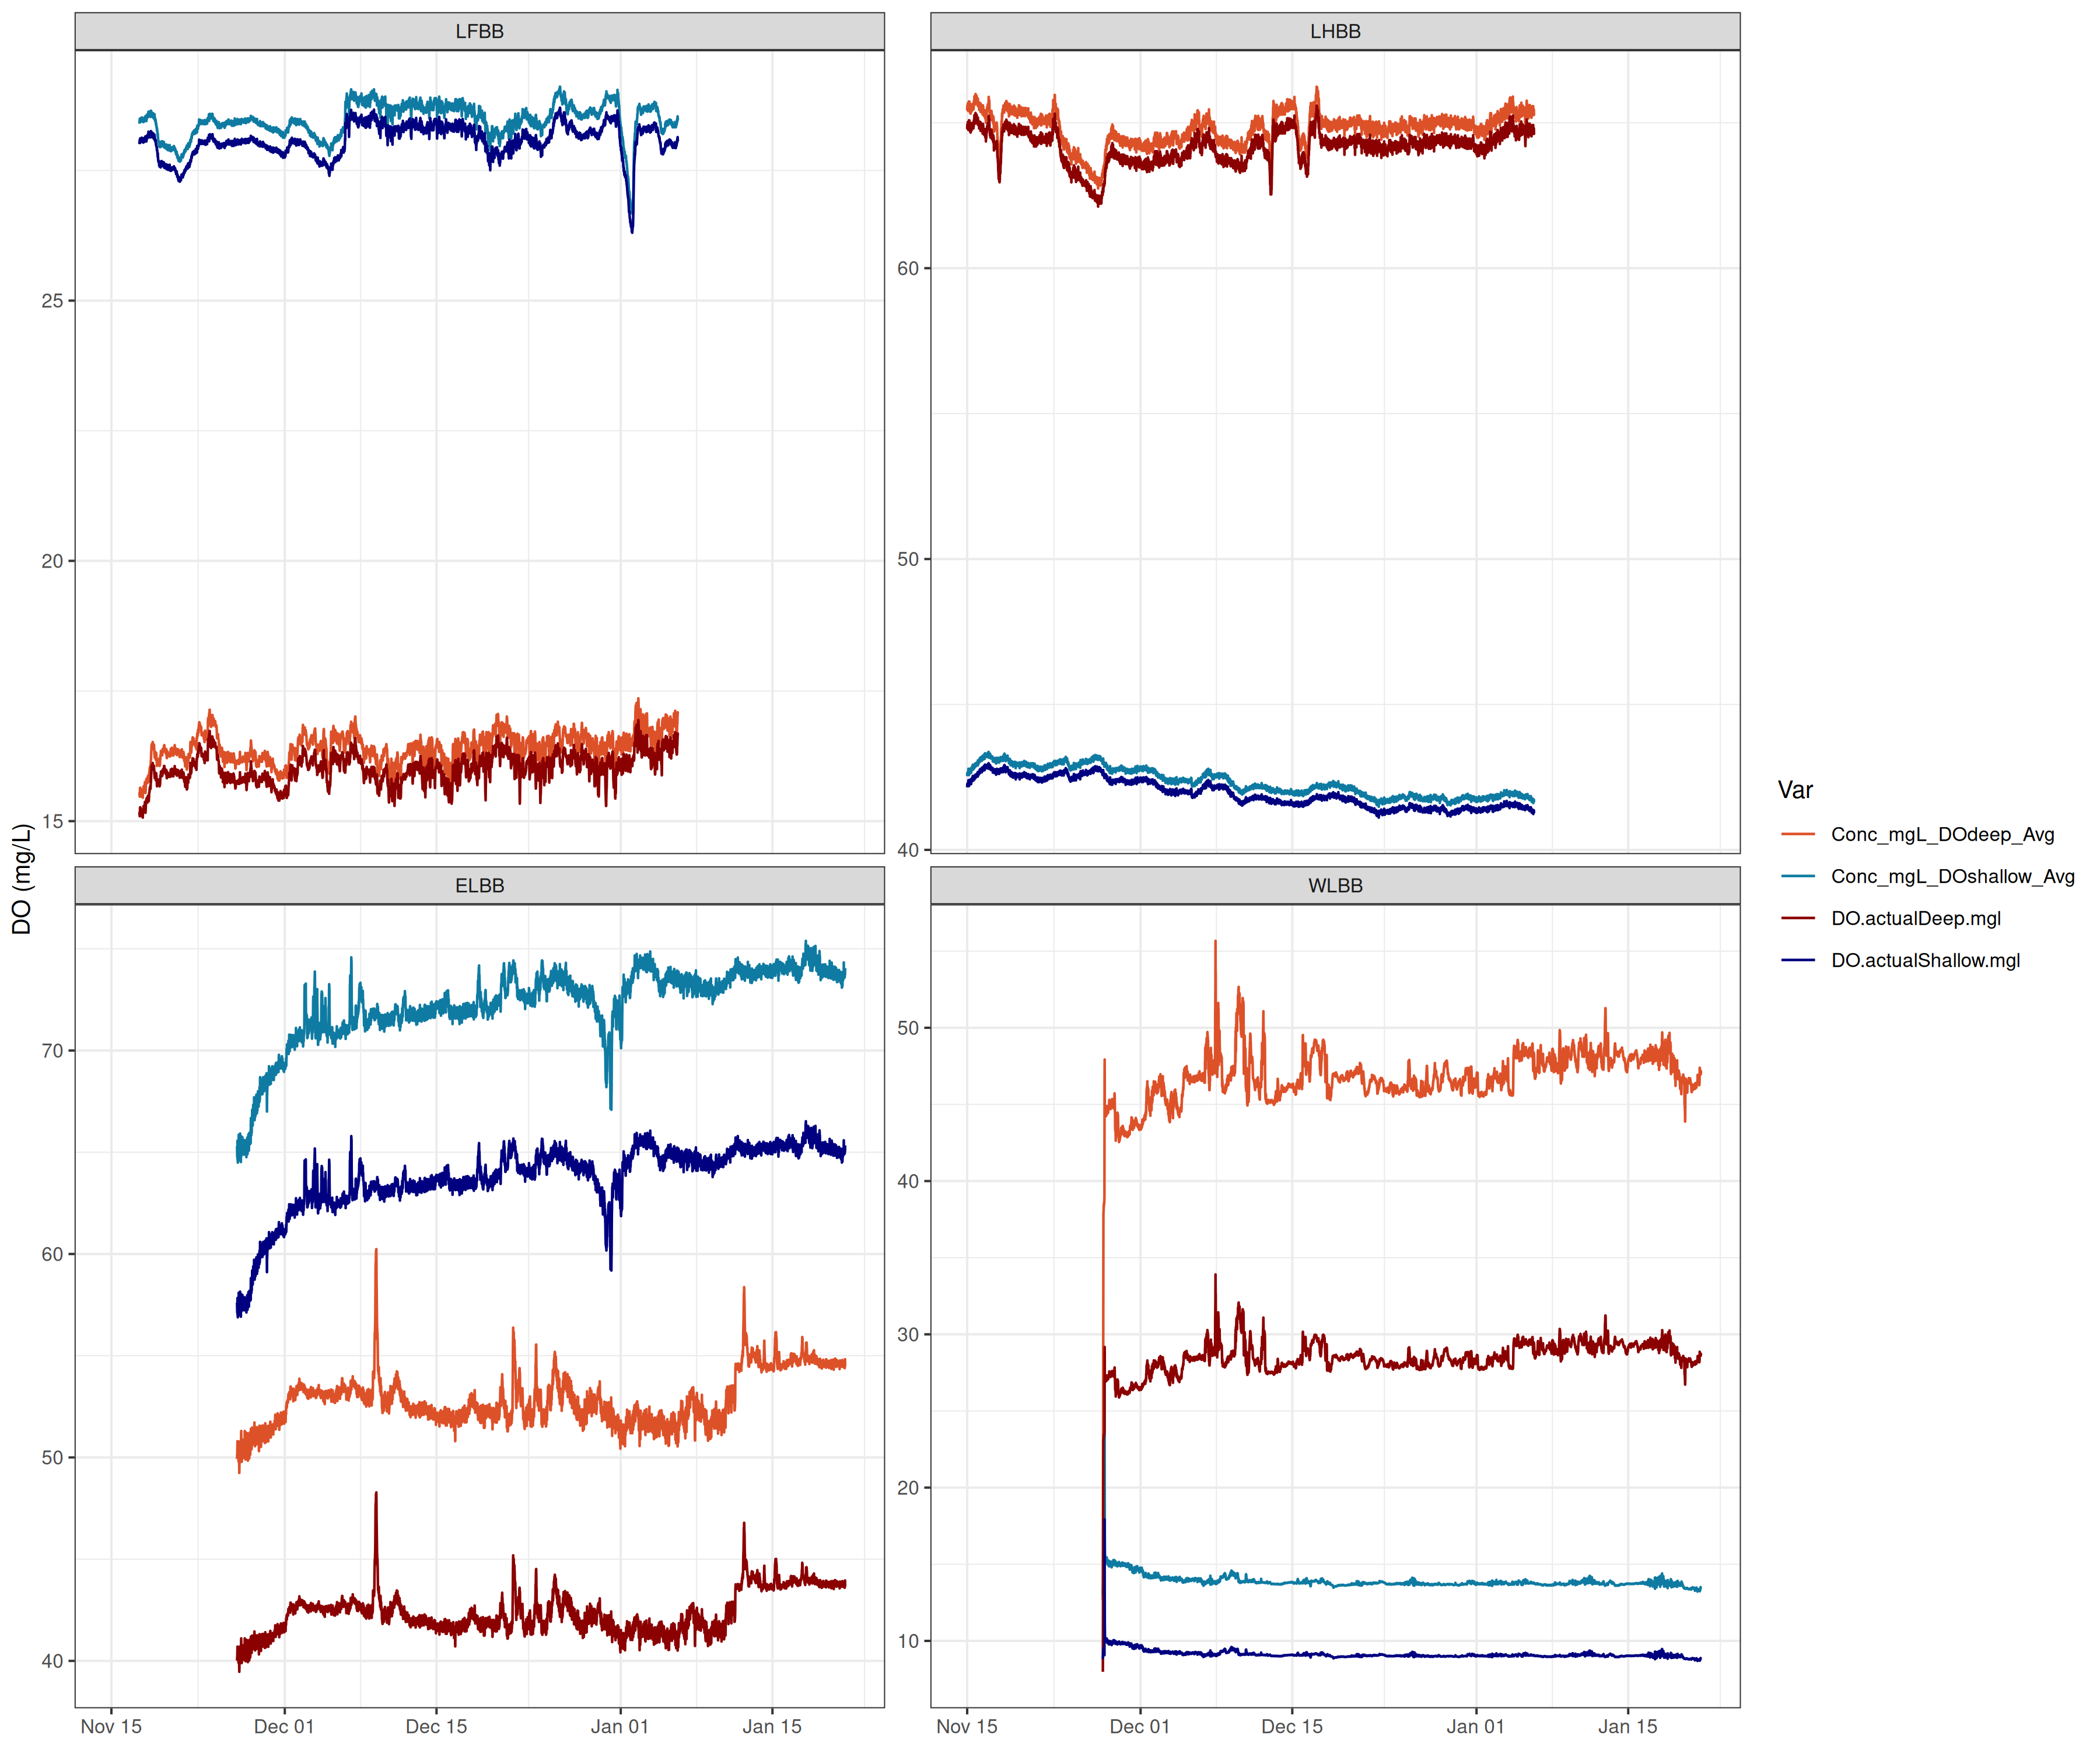 LFBB
LHBB
25
20
15
60
50
40
DO (mg/L)
ELBB
WLBB
70
60
50
40
50
40
30
20
10
Nov 15
Dec 01
Dec 15
Jan 01
Jan 15
Nov 15
Dec 01
Dec 15
Jan 01
Jan 15
Var
Conc_mgL_DOdeep_Avg
Conc_mgL_DOshallow_Avg
DO.actualDeep.mgl
DO.actualShallow.mgl